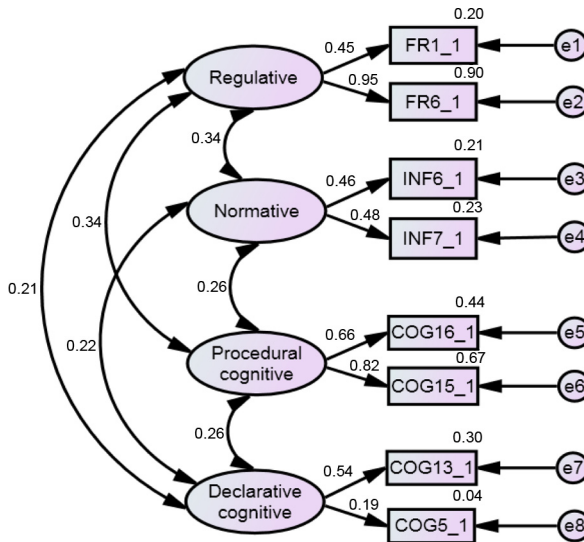 0.20
0.45
FR1_1
e1
Regulative
0.90
0.95
FR6_1
e2
0.34
0.21
0.46
INF6_1
e3
Normative
0.23
0.48
INF7_1
e4
0.34
0.21
0.26
0.44
0.66
COG16_1
e5
0.22
Procedural
cognitive
0.67
0.82
COG15_1
e6
0.26
0.30
0.54
COG13_1
e7
Declarative
cognitive
0.04
0.19
COG5_1
e8